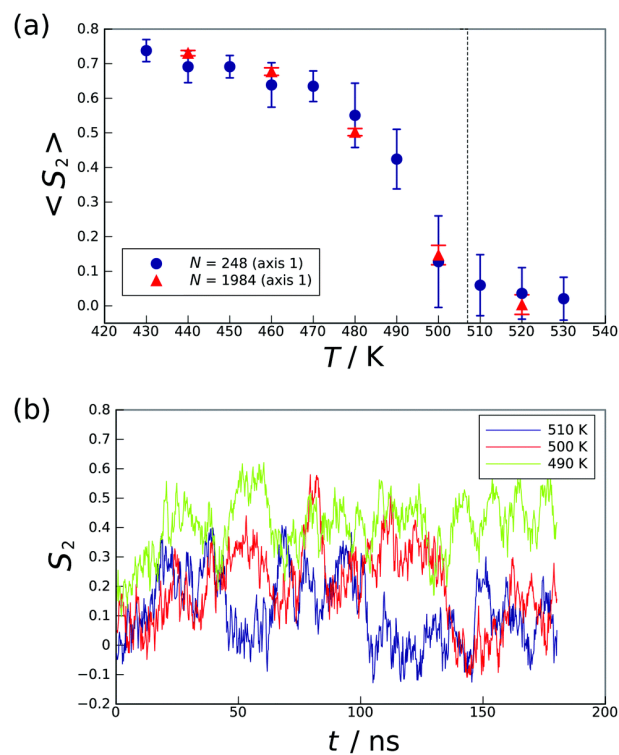 (a)
0.8
0.7
0.6
0.5
0.4
0.3
0.2
0.1
0.0
<S2>
N = 248 (axis 1)
N = 1984 (axis 1)
420 430 440 450 460 470 480 490 500 510 520 530 540
T / K
(b)
0.8
0.7
0.6
0.5
0.4
0.3
0.2
0.1
0
−0.1
−0.2
S2
510 K
500 K
490 K
0 50 100 150 200
t / ns